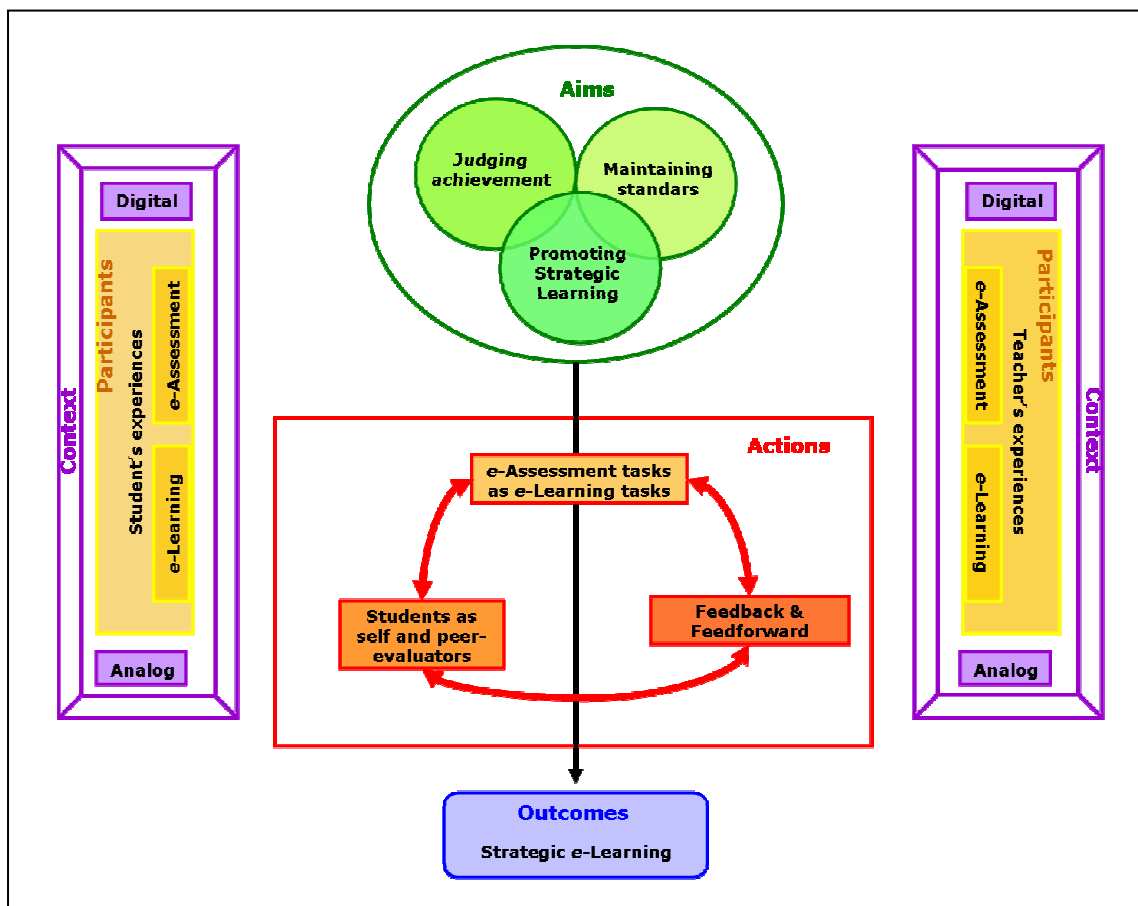 Aims
Judging
achievement
Maintaining
standars
Promoting
Strategic
Learning
Context
Digital
Participants
Student´s experiences
e-Assessment
e-Learning
Analog
Actions
e-Assessment tasks
as e-Learning tasks
Students as
self and peer-
evaluators
Feedback &
Feedforward
Outcomes
Strategic e-Learning
Digital
e-Assessment
e-Learning
Teacher´s experiences
Participants
Analog
Context